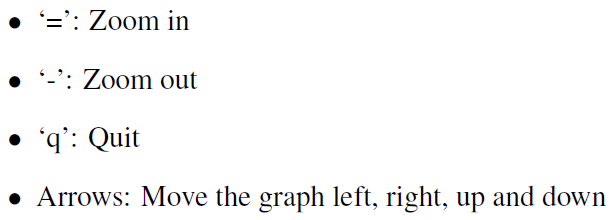 • ‘=’: Zoom in
• ‘-’: Zoom out
• ‘q’: Quit
• Arrows: Move the graph left, right, up and down